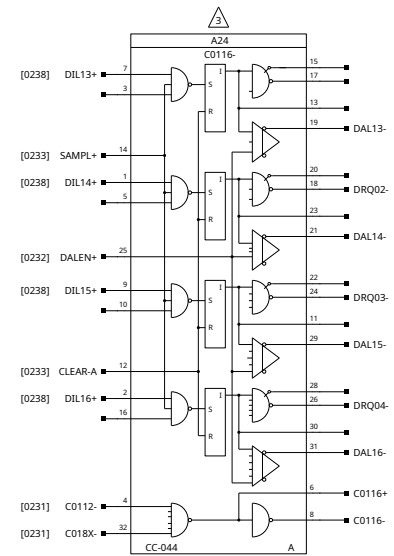 3
A24
C0116-
[0238] DIL13+ 7
3
I
S
R
15
17
13
19 DAL13-
[0233] SAMPL+ 14
[0238] DIL14+ 1
5
I
S
R
20
18 DRQ02-
23
21 DAL14-
[0232] DALEN+ 25
[0238] DIL15+ 9
10
I
S
R
22
24 DRQ03-
11
29 DAL15-
[0233] CLEAR-A 12
[0238] DIL16+ 2
16
I
S
R
28
26 DRQ04-
30
31 DAL16-
6 C0116+
[0231] C0112- 4
8 C0116-
[0231] C018X- 32
CC-044 A